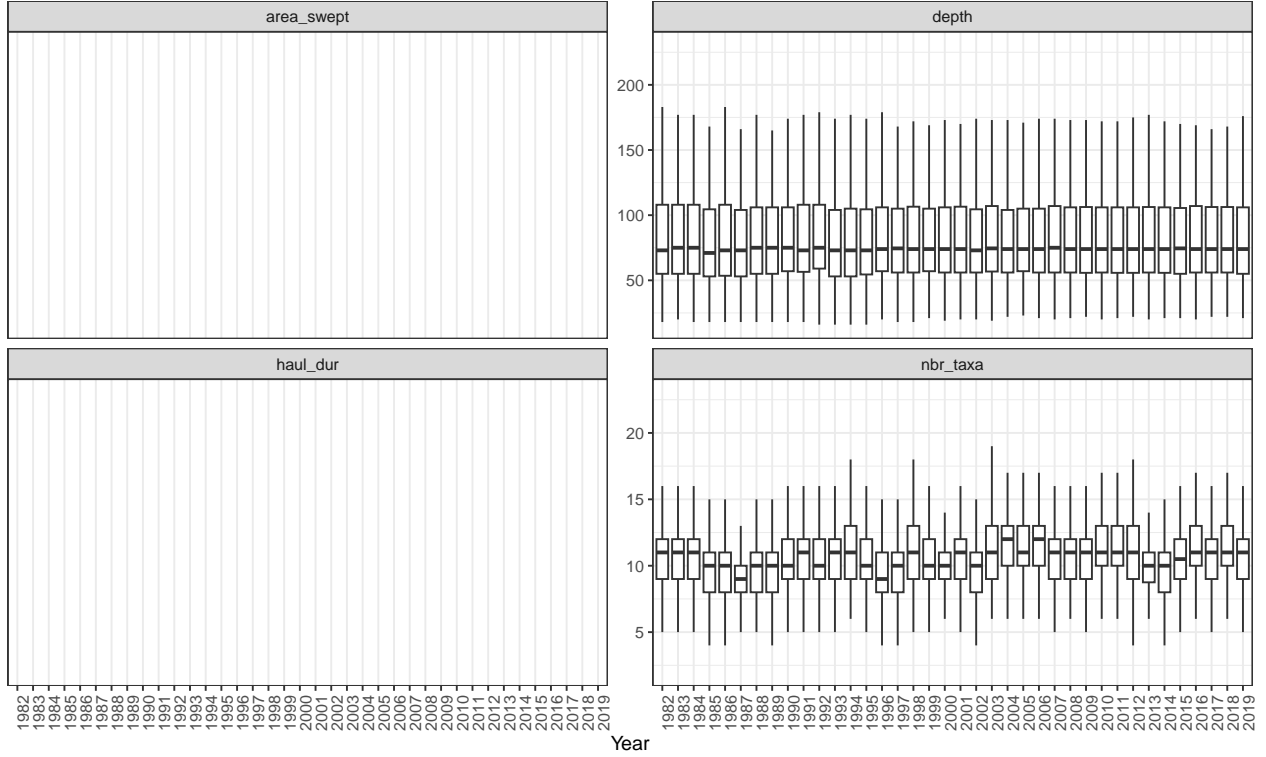 area_swept
depth
200
150
100
50
haul_dur
nbr_taxa
20
15
10
5
1982 1983 1984 1985 1986 1987 1988 1989 1990 1991 1992 1993 1994 1995 1996 1997 1998 1999 2000 2001 2002 2003 2004 2005 2006 2007 2008 2009 2010 2011 2012 2013 2014 2015 2016 2017 2018 2019
1982 1983 1984 1985 1986 1987 1988 1989 1990 1991 1992 1993 1994 1995 1996 1997 1998 1999 2000 2001 2002 2003 2004 2005 2006 2007 2008 2009 2010 2011 2012 2013 2014 2015 2016 2017 2018 2019
Year